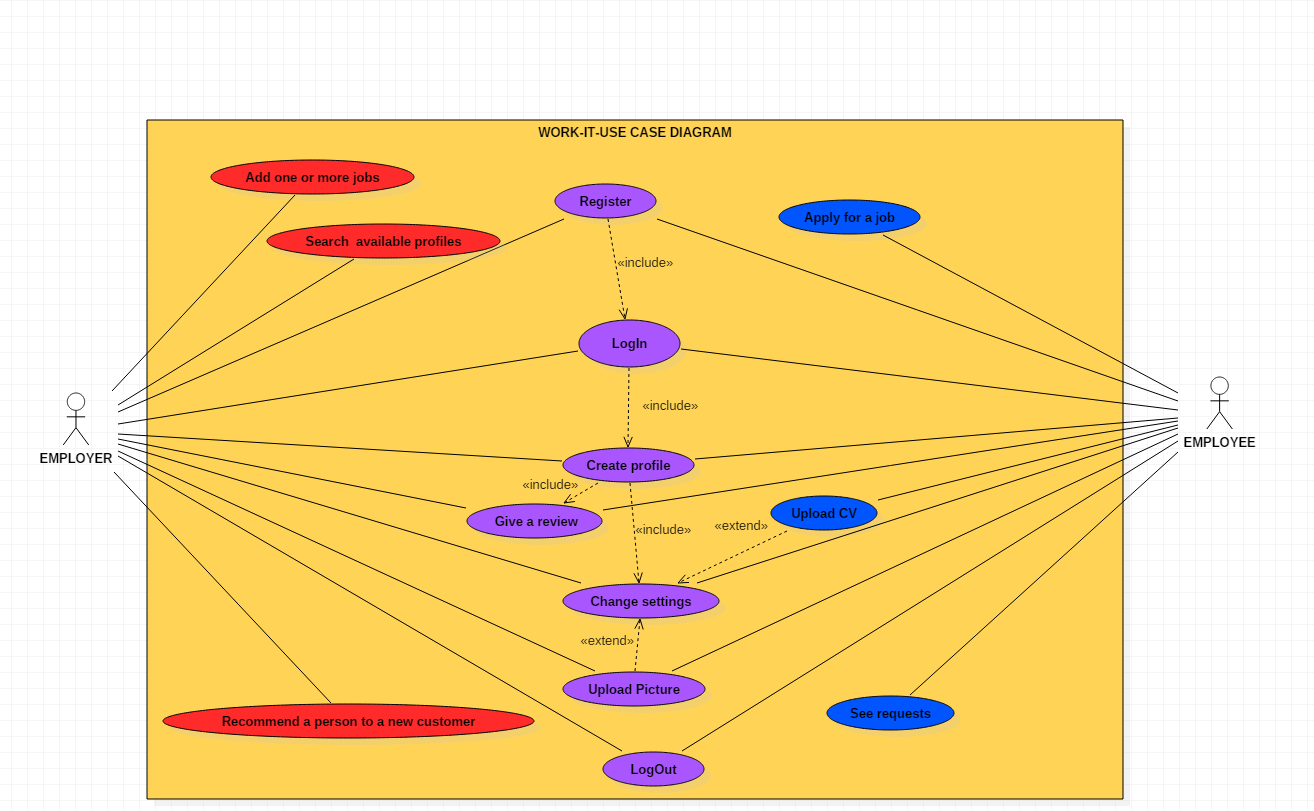 WORK-IT-USE CASE DIAGRAM
Add one or more jobs
Register
Apply for a job
Search available profiles
«include»
LogIn
«include»
EMPLOYER
EMPLOYEE
Create profile
«include»
Give a review
Upload CV
«include»
«extend»
Change settings
«extend»
Upload Picture
Recommend a person to a new customer
See requests
LogOut